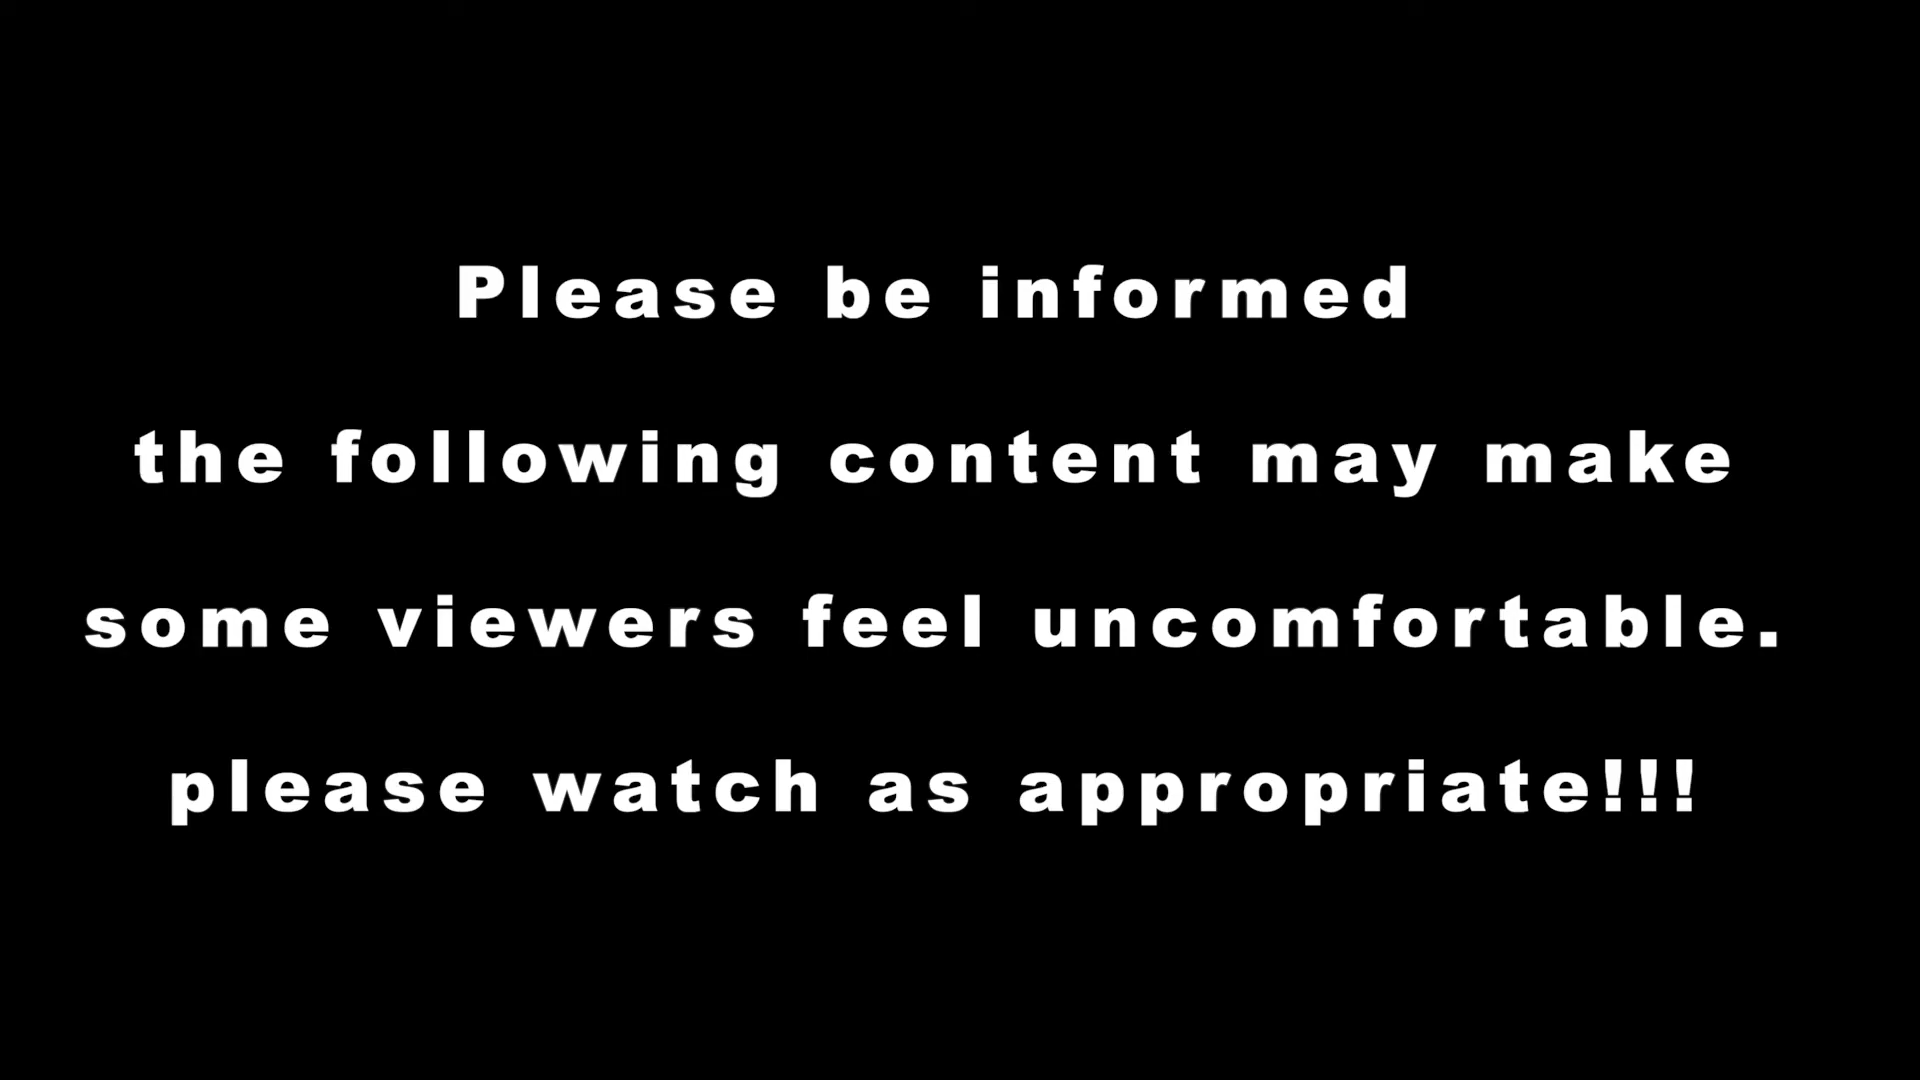 Please be informed
the following content may make
some viewers feel uncomfortable.
please watch as appropriate!!!